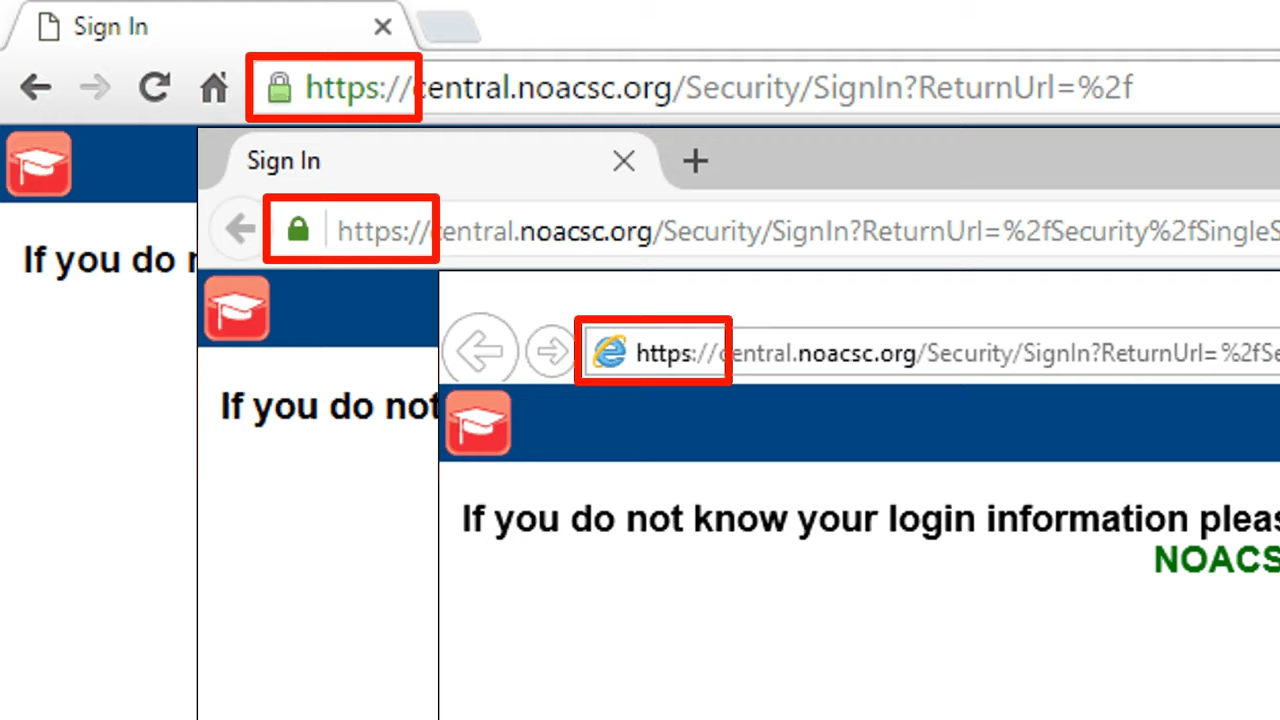 Sign In
https://central.noacsc.org/Security/SignIn?ReturnUrl=%2f
If you do
Sign In
https://central.noacsc.org/Security/SignIn?ReturnUrl=%2fSecurity%2fSingleS
If you do not
https://central.noacsc.org/Security/SignIn?ReturnUrl=%2fSe
If you do not know your login information pleas
NOACS